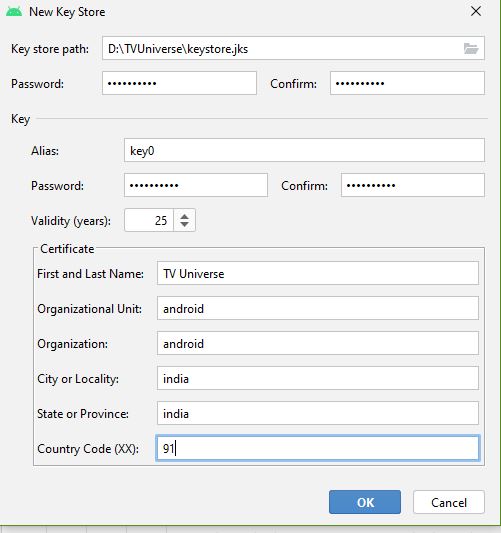 New Key Store
Key store path: D:\TVUniverse\keystore.jks
Password: •••••••••• Confirm: ••••••••••
Key
Alias: key0
Password: •••••••••• Confirm: ••••••••••
Validity (years): 25
Certificate
First and Last Name: TV Universe
Organizational Unit: android
Organization: android
City or Locality: india
State or Province: india
Country Code (XX): 91
OK Cancel